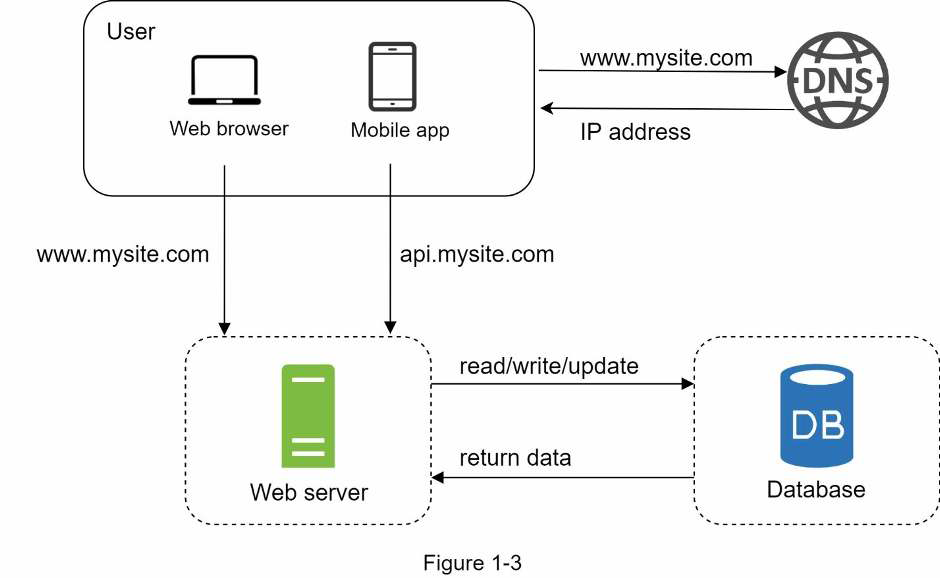 User
www.mysite.com
DNS
Web browser
Mobile app
IP address
www.mysite.com
api.mysite.com
read/write/update
DB
return data
Web server
Database
Figure 1-3